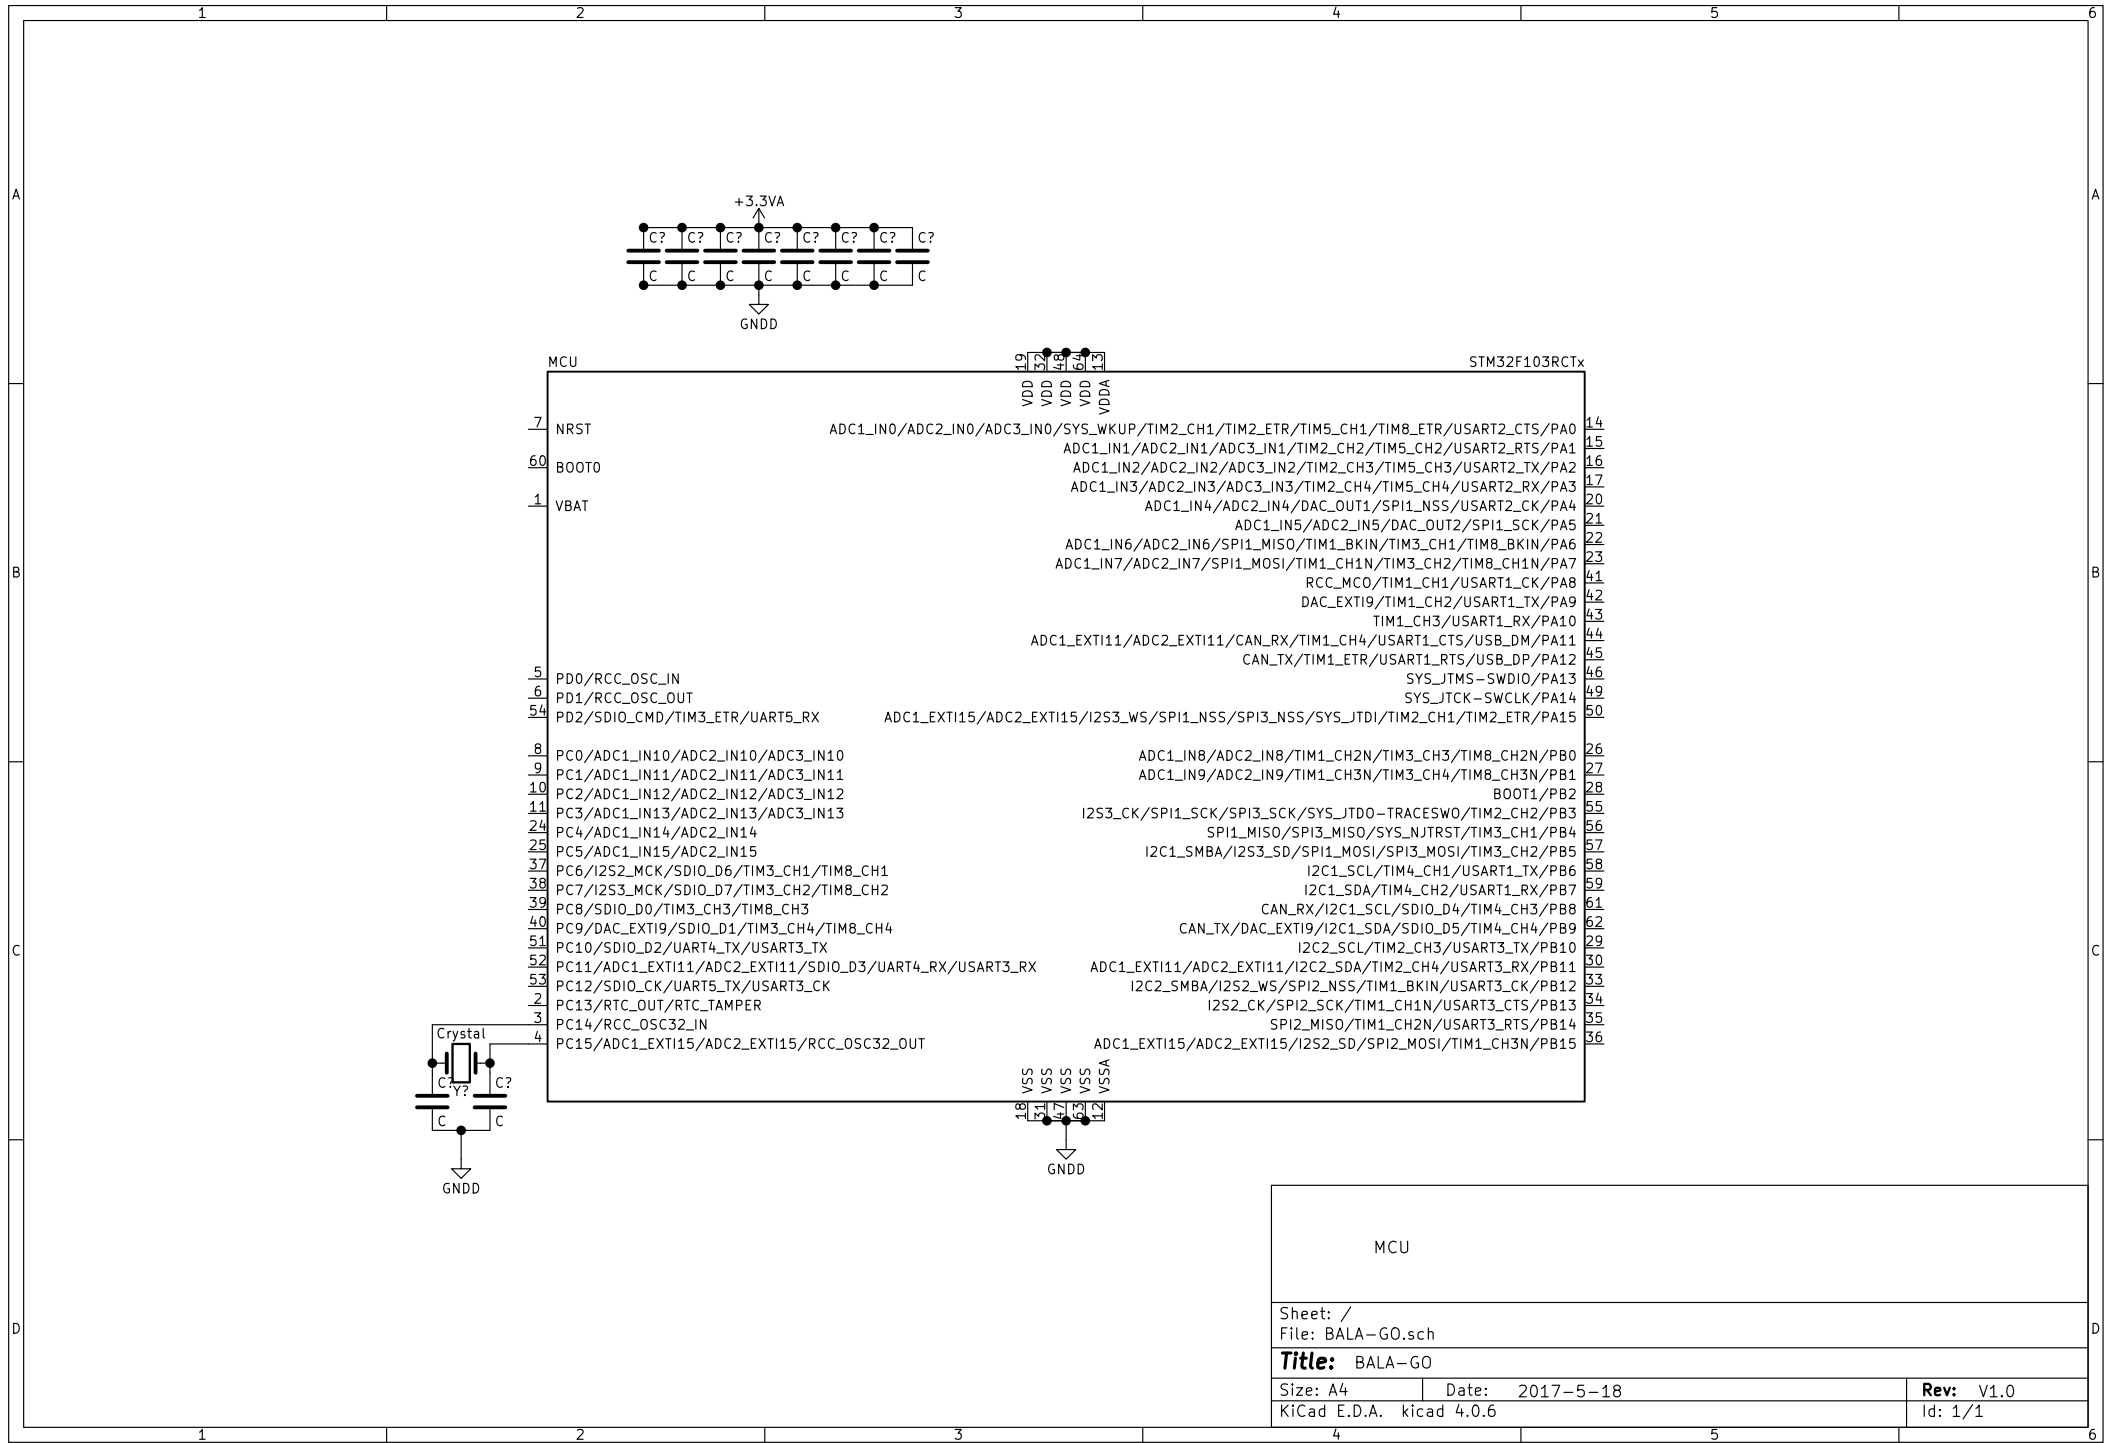 1 2 3 4 5 6
A A
+3.3VA
C? C? C? C? C? C? C? C?
C C C C C C C C
GNDD
MCU STM32F103RCTx
19 32 48 64 13
VDD VDD VDD VDD VDDA
7 NRST ADC1_IN0/ADC2_IN0/ADC3_IN0/SYS_WKUP/TIM2_CH1/TIM2_ETR/TIM5_CH1/TIM8_ETR/USART2_CTS/PA0 14
ADC1_IN1/ADC2_IN1/ADC3_IN1/TIM2_CH2/TIM5_CH2/USART2_RTS/PA1 15
60 BOOT0 ADC1_IN2/ADC2_IN2/ADC3_IN2/TIM2_CH3/TIM5_CH3/USART2_TX/PA2 16
ADC1_IN3/ADC2_IN3/ADC3_IN3/TIM2_CH4/TIM5_CH4/USART2_RX/PA3 17
1 VBAT ADC1_IN4/ADC2_IN4/DAC_OUT1/SPI1_NSS/USART2_CK/PA4 20
ADC1_IN5/ADC2_IN5/DAC_OUT2/SPI1_SCK/PA5 21
ADC1_IN6/ADC2_IN6/SPI1_MISO/TIM1_BKIN/TIM3_CH1/TIM8_BKIN/PA6 22
ADC1_IN7/ADC2_IN7/SPI1_MOSI/TIM1_CH1N/TIM3_CH2/TIM8_CH1N/PA7 23
B B
RCC_MCO/TIM1_CH1/USART1_CK/PA8 41
DAC_EXTI9/TIM1_CH2/USART1_TX/PA9 42
TIM1_CH3/USART1_RX/PA10 43
ADC1_EXTI11/ADC2_EXTI11/CAN_RX/TIM1_CH4/USART1_CTS/USB_DM/PA11 44
CAN_TX/TIM1_ETR/USART1_RTS/USB_DP/PA12 45
5 PD0/RCC_OSC_IN SYS_JTMS-SWDIO/PA13 46
6 PD1/RCC_OSC_OUT SYS_JTCK-SWCLK/PA14 49
54 PD2/SDIO_CMD/TIM3_ETR/UART5_RX ADC1_EXTI15/ADC2_EXTI15/I2S3_WS/SPI1_NSS/SPI3_NSS/SYS_JTDI/TIM2_CH1/TIM2_ETR/PA15 50
8 PC0/ADC1_IN10/ADC2_IN10/ADC3_IN10 ADC1_IN8/ADC2_IN8/TIM1_CH2N/TIM3_CH3/TIM8_CH2N/PB0 26
9 PC1/ADC1_IN11/ADC2_IN11/ADC3_IN11 ADC1_IN9/ADC2_IN9/TIM1_CH3N/TIM3_CH4/TIM8_CH3N/PB1 27
10 PC2/ADC1_IN12/ADC2_IN12/ADC3_IN12 BOOT1/PB2 28
11 PC3/ADC1_IN13/ADC2_IN13/ADC3_IN13 I2S3_CK/SPI1_SCK/SPI3_SCK/SYS_JTDO-TRACESWO/TIM2_CH2/PB3 55
24 PC4/ADC1_IN14/ADC2_IN14 SPI1_MISO/SPI3_MISO/SYS_NJTRST/TIM3_CH1/PB4 56
25 PC5/ADC1_IN15/ADC2_IN15 I2C1_SMBA/I2S3_SD/SPI1_MOSI/SPI3_MOSI/TIM3_CH2/PB5 57
37 PC6/I2S2_MCK/SDIO_D6/TIM3_CH1/TIM8_CH1 I2C1_SCL/TIM4_CH1/USART1_TX/PB6 58
38 PC7/I2S3_MCK/SDIO_D7/TIM3_CH2/TIM8_CH2 I2C1_SDA/TIM4_CH2/USART1_RX/PB7 59
39 PC8/SDIO_D0/TIM3_CH3/TIM8_CH3 CAN_RX/I2C1_SCL/SDIO_D4/TIM4_CH3/PB8 61
40 PC9/DAC_EXTI9/SDIO_D1/TIM3_CH4/TIM8_CH4 CAN_TX/DAC_EXTI9/I2C1_SDA/SDIO_D5/TIM4_CH4/PB9 62
51 PC10/SDIO_D2/UART4_TX/USART3_TX I2C2_SCL/TIM2_CH3/USART3_TX/PB10 29
C C
52 PC11/ADC1_EXTI11/ADC2_EXTI11/SDIO_D3/UART4_RX/USART3_RX ADC1_EXTI11/ADC2_EXTI11/I2C2_SDA/TIM2_CH4/USART3_RX/PB11 30
53 PC12/SDIO_CK/UART5_TX/USART3_CK I2C2_SMBA/I2S2_WS/SPI2_NSS/TIM1_BKIN/USART3_CK/PB12 33
2 PC13/RTC_OUT/RTC_TAMPER I2S2_CK/SPI2_SCK/TIM1_CH1N/USART3_CTS/PB13 34
3 PC14/RCC_OSC32_IN SPI2_MISO/TIM1_CH2N/USART3_RTS/PB14 35
Crystal
4 PC15/ADC1_EXTI15/ADC2_EXTI15/RCC_OSC32_OUT ADC1_EXTI15/ADC2_EXTI15/I2S2_SD/SPI2_MOSI/TIM1_CH3N/PB15 36
C? Y? C?
C C
VSS VSS VSS VSS VSSA
18 31 47 63 12
GNDD
GNDD
MCU
Sheet: /
File: BALA-GO.sch
D D
Title: BALA-GO
Size: A4 Date: 2017-5-18 Rev: V1.0
KiCad E.D.A. kicad 4.0.6 Id: 1/1
1 2 3 4 5 6